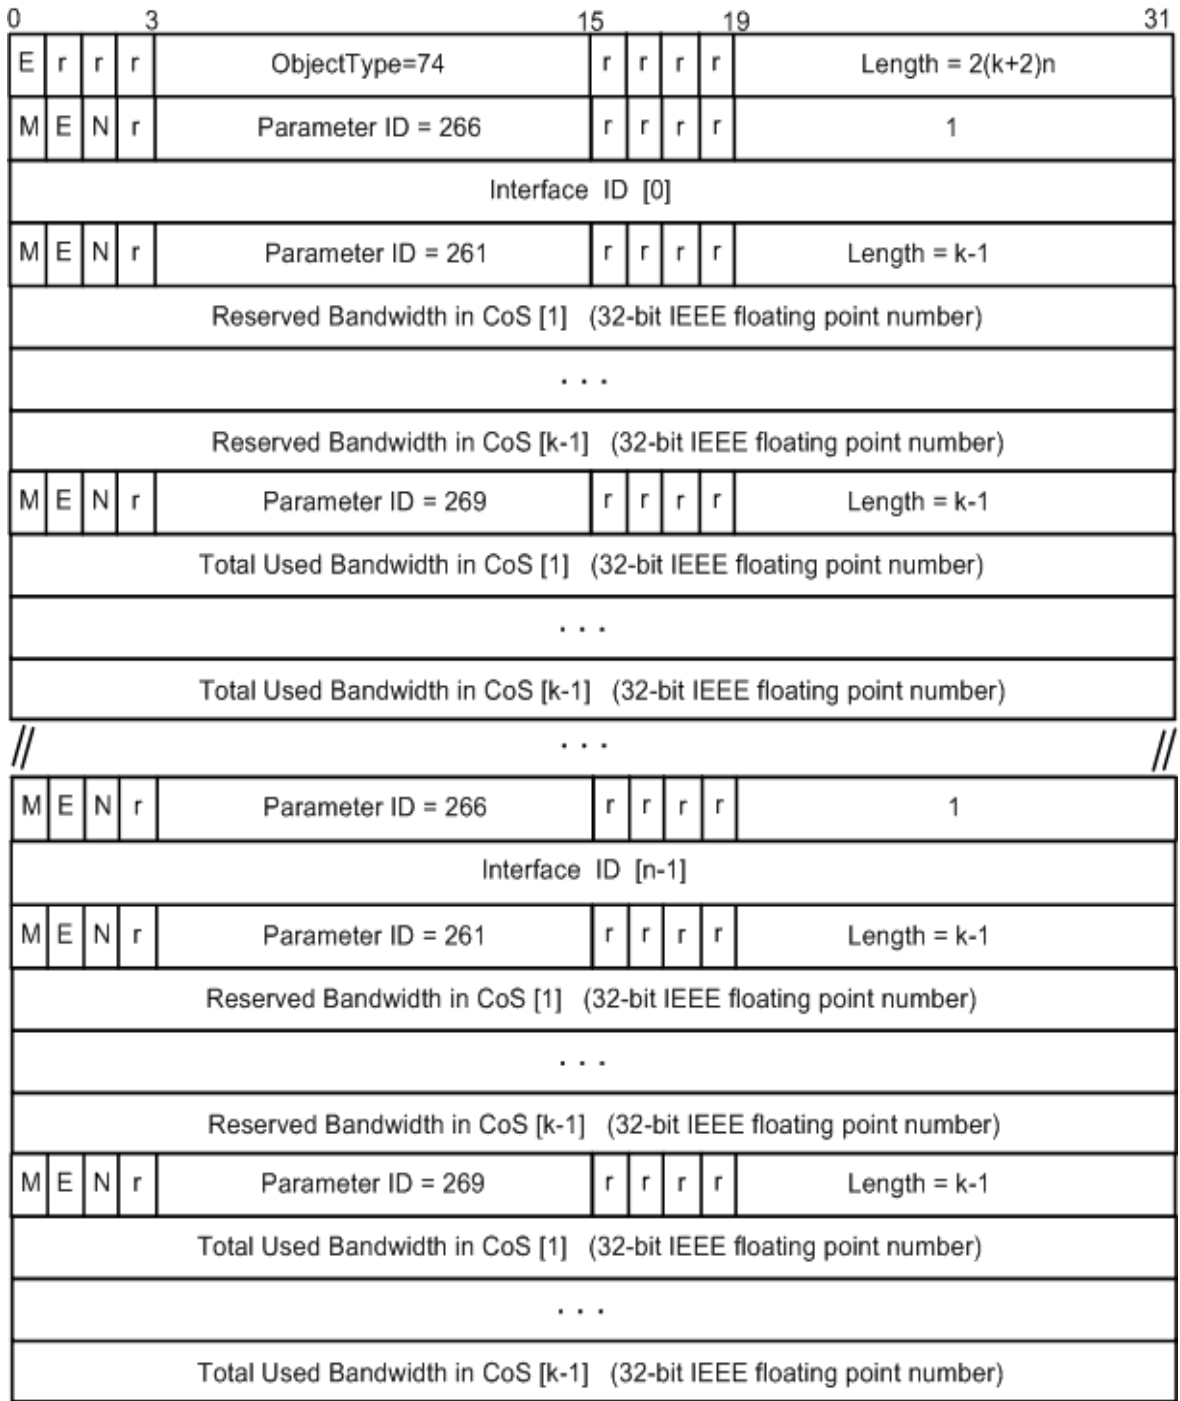 0 3 15 19 31
E r r r ObjectType=74 r r r r Length = 2(k+2)n
M E N r Parameter ID = 266 r r r r 1
Interface ID [0]
M E N r Parameter ID = 261 r r r r Length = k-1
Reserved Bandwidth in CoS [1] (32-bit IEEE floating point number)
. . .
Reserved Bandwidth in CoS [k-1] (32-bit IEEE floating point number)
M E N r Parameter ID = 269 r r r r Length = k-1
Total Used Bandwidth in CoS [1] (32-bit IEEE floating point number)
. . .
Total Used Bandwidth in CoS [k-1] (32-bit IEEE floating point number)
// . . . //
M E N r Parameter ID = 266 r r r r 1
Interface ID [n-1]
M E N r Parameter ID = 261 r r r r Length = k-1
Reserved Bandwidth in CoS [1] (32-bit IEEE floating point number)
. . .
Reserved Bandwidth in CoS [k-1] (32-bit IEEE floating point number)
M E N r Parameter ID = 269 r r r r Length = k-1
Total Used Bandwidth in CoS [1] (32-bit IEEE floating point number)
. . .
Total Used Bandwidth in CoS [k-1] (32-bit IEEE floating point number)